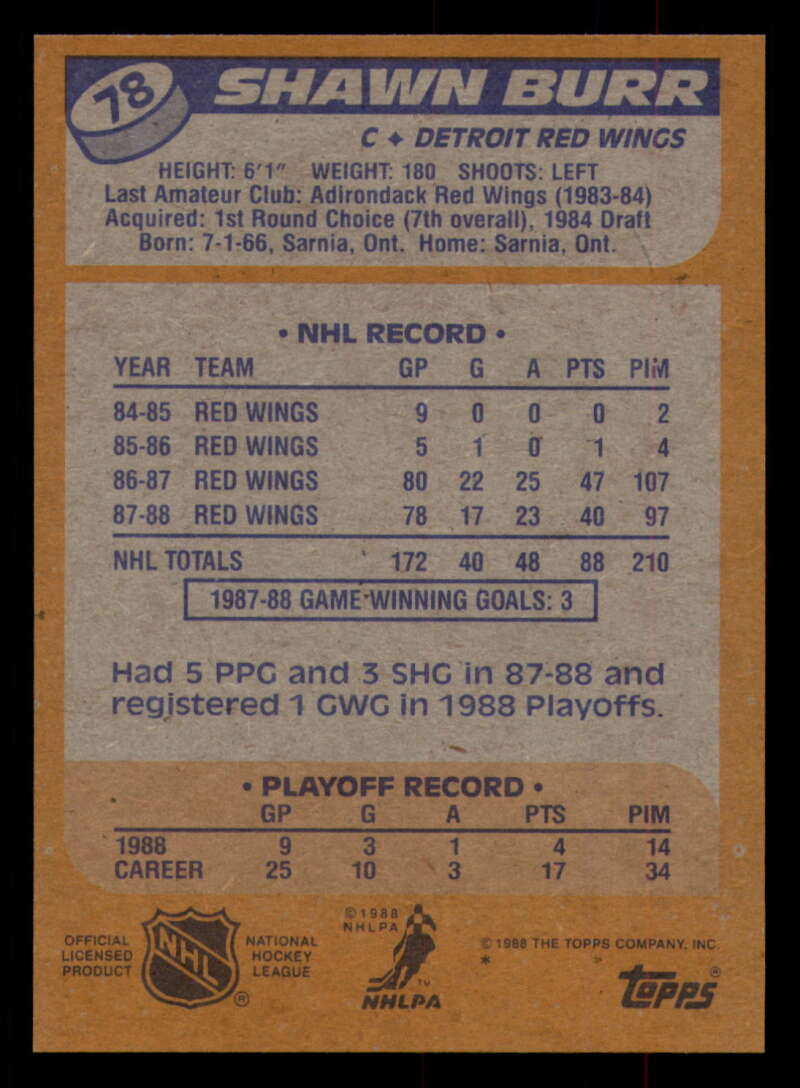 78
SHAWN BURR
C ♦ DETROIT RED WINGS
HEIGHT: 6'1" WEIGHT: 180 SHOOTS: LEFT
Last Amateur Club: Adirondack Red Wings (1983-84)
Acquired: 1st Round Choice (7th overall), 1984 Draft
Born: 7-1-66, Sarnia, Ont. Home: Sarnia, Ont.
• NHL RECORD •
YEAR TEAM GP G A PTS PIM
84-85 RED WINGS 9 0 0 0 2
85-86 RED WINGS 5 1 0 1 4
86-87 RED WINGS 80 22 25 47 107
87-88 RED WINGS 78 17 23 40 97
NHL TOTALS 172 40 48 88 210
1987-88 GAME-WINNING GOALS: 3
Had 5 PPG and 3 SHG in 87-88 and
registered 1 GWG in 1988 Playoffs.
• PLAYOFF RECORD •
GP G A PTS PIM
1988 9 3 1 4 14
CAREER 25 10 3 17 34
OFFICIAL
LICENSED
PRODUCT
NHL
®
NATIONAL
HOCKEY
LEAGUE
© 1988
NHLPA
TM
NHLPA
© 1988 THE TOPPS COMPANY, INC.
*
topps®